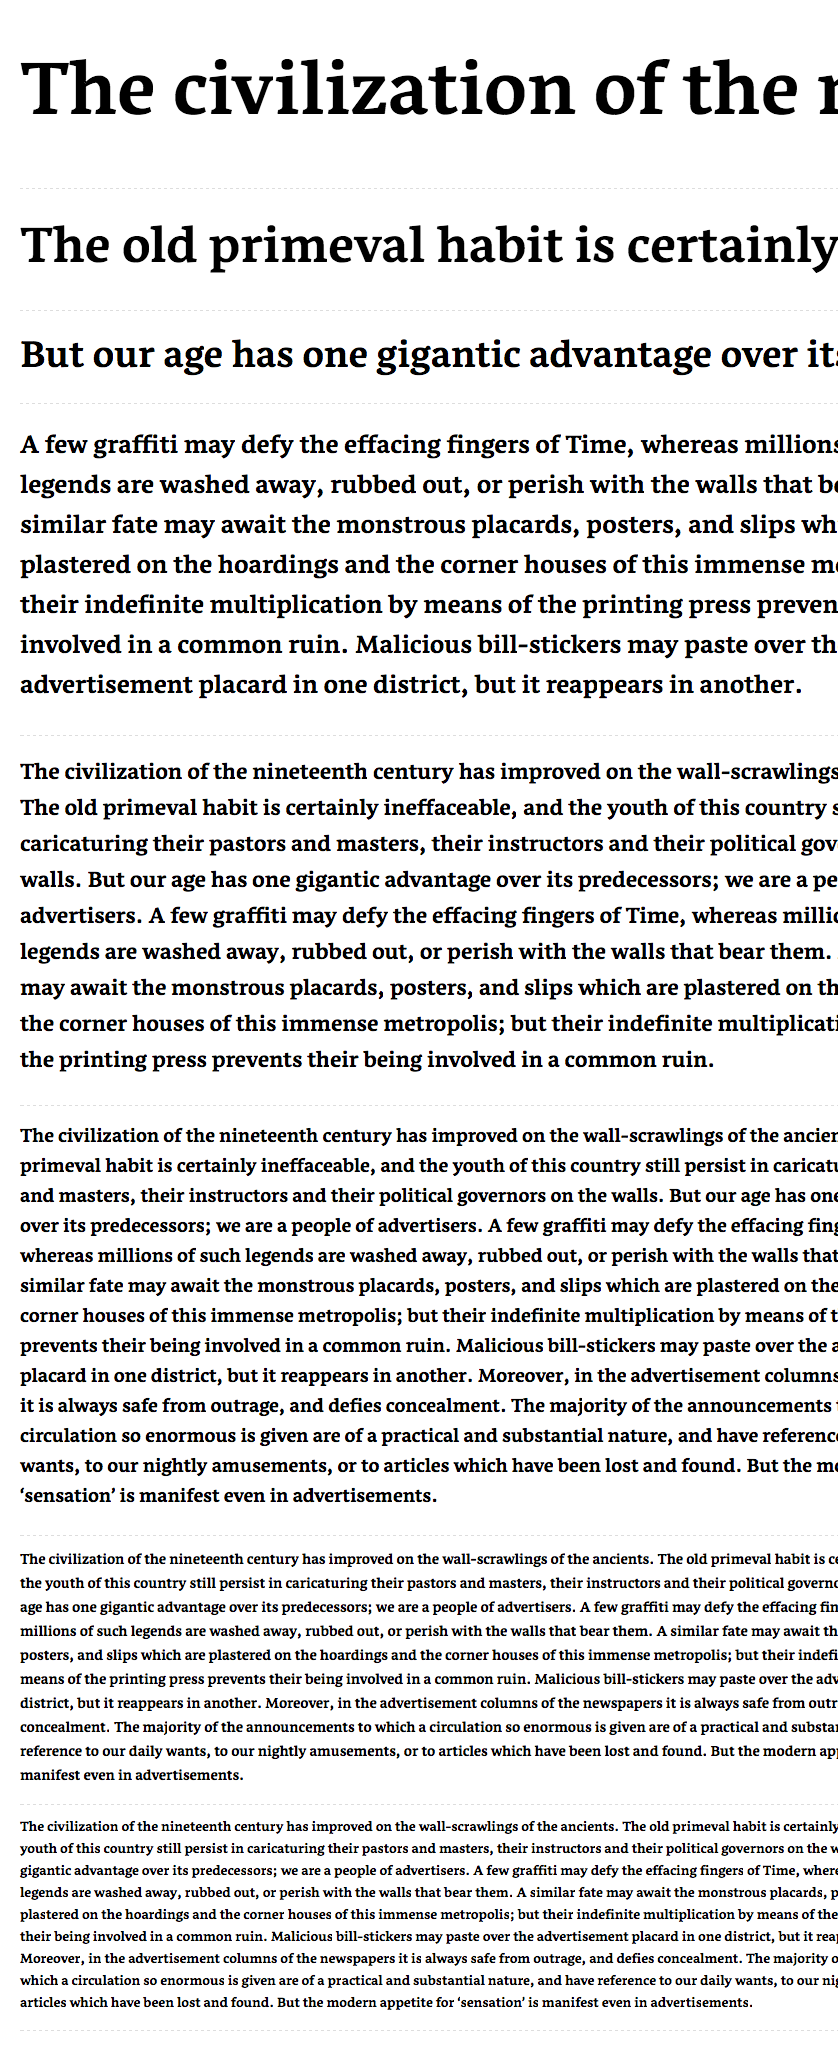 The civilization of the
The old primeval habit is certainly
But our age has one gigantic advantage over its
A few graffiti may defy the effacing fingers of Time, whereas millions
legends are washed away, rubbed out, or perish with the walls that be
similar fate may await the monstrous placards, posters, and slips wh
plastered on the hoardings and the corner houses of this immense me
their indefinite multiplication by means of the printing press preven
involved in a common ruin. Malicious bill-stickers may paste over th
advertisement placard in one district, but it reappears in another.
The civilization of the nineteenth century has improved on the wall-scrawlings
The old primeval habit is certainly ineffaceable, and the youth of this country s
caricaturing their pastors and masters, their instructors and their political gov
walls. But our age has one gigantic advantage over its predecessors; we are a pe
advertisers. A few graffiti may defy the effacing fingers of Time, whereas millio
legends are washed away, rubbed out, or perish with the walls that bear them.
may await the monstrous placards, posters, and slips which are plastered on th
the corner houses of this immense metropolis; but their indefinite multiplicati
the printing press prevents their being involved in a common ruin.
The civilization of the nineteenth century has improved on the wall-scrawlings of the ancien
primeval habit is certainly ineffaceable, and the youth of this country still persist in caricatu
and masters, their instructors and their political governors on the walls. But our age has one
over its predecessors; we are a people of advertisers. A few graffiti may defy the effacing fing
whereas millions of such legends are washed away, rubbed out, or perish with the walls that
similar fate may await the monstrous placards, posters, and slips which are plastered on the
corner houses of this immense metropolis; but their indefinite multiplication by means of t
prevents their being involved in a common ruin. Malicious bill-stickers may paste over the a
placard in one district, but it reappears in another. Moreover, in the advertisement columns
it is always safe from outrage, and defies concealment. The majority of the announcements
circulation so enormous is given are of a practical and substantial nature, and have reference
wants, to our nightly amusements, or to articles which have been lost and found. But the mo
‘sensation’ is manifest even in advertisements.
The civilization of the nineteenth century has improved on the wall-scrawlings of the ancients. The old primeval habit is ce
the youth of this country still persist in caricaturing their pastors and masters, their instructors and their political governo
age has one gigantic advantage over its predecessors; we are a people of advertisers. A few graffiti may defy the effacing fin
millions of such legends are washed away, rubbed out, or perish with the walls that bear them. A similar fate may await th
posters, and slips which are plastered on the hoardings and the corner houses of this immense metropolis; but their indefi
means of the printing press prevents their being involved in a common ruin. Malicious bill-stickers may paste over the adv
district, but it reappears in another. Moreover, in the advertisement columns of the newspapers it is always safe from outr
concealment. The majority of the announcements to which a circulation so enormous is given are of a practical and substan
reference to our daily wants, to our nightly amusements, or to articles which have been lost and found. But the modern app
manifest even in advertisements.
The civilization of the nineteenth century has improved on the wall-scrawlings of the ancients. The old primeval habit is certainly
youth of this country still persist in caricaturing their pastors and masters, their instructors and their political governors on the w
gigantic advantage over its predecessors; we are a people of advertisers. A few graffiti may defy the effacing fingers of Time, where
legends are washed away, rubbed out, or perish with the walls that bear them. A similar fate may await the monstrous placards, p
plastered on the hoardings and the corner houses of this immense metropolis; but their indefinite multiplication by means of the
their being involved in a common ruin. Malicious bill-stickers may paste over the advertisement placard in one district, but it reap
Moreover, in the advertisement columns of the newspapers it is always safe from outrage, and defies concealment. The majority o
which a circulation so enormous is given are of a practical and substantial nature, and have reference to our daily wants, to our nig
articles which have been lost and found. But the modern appetite for ‘sensation’ is manifest even in advertisements.